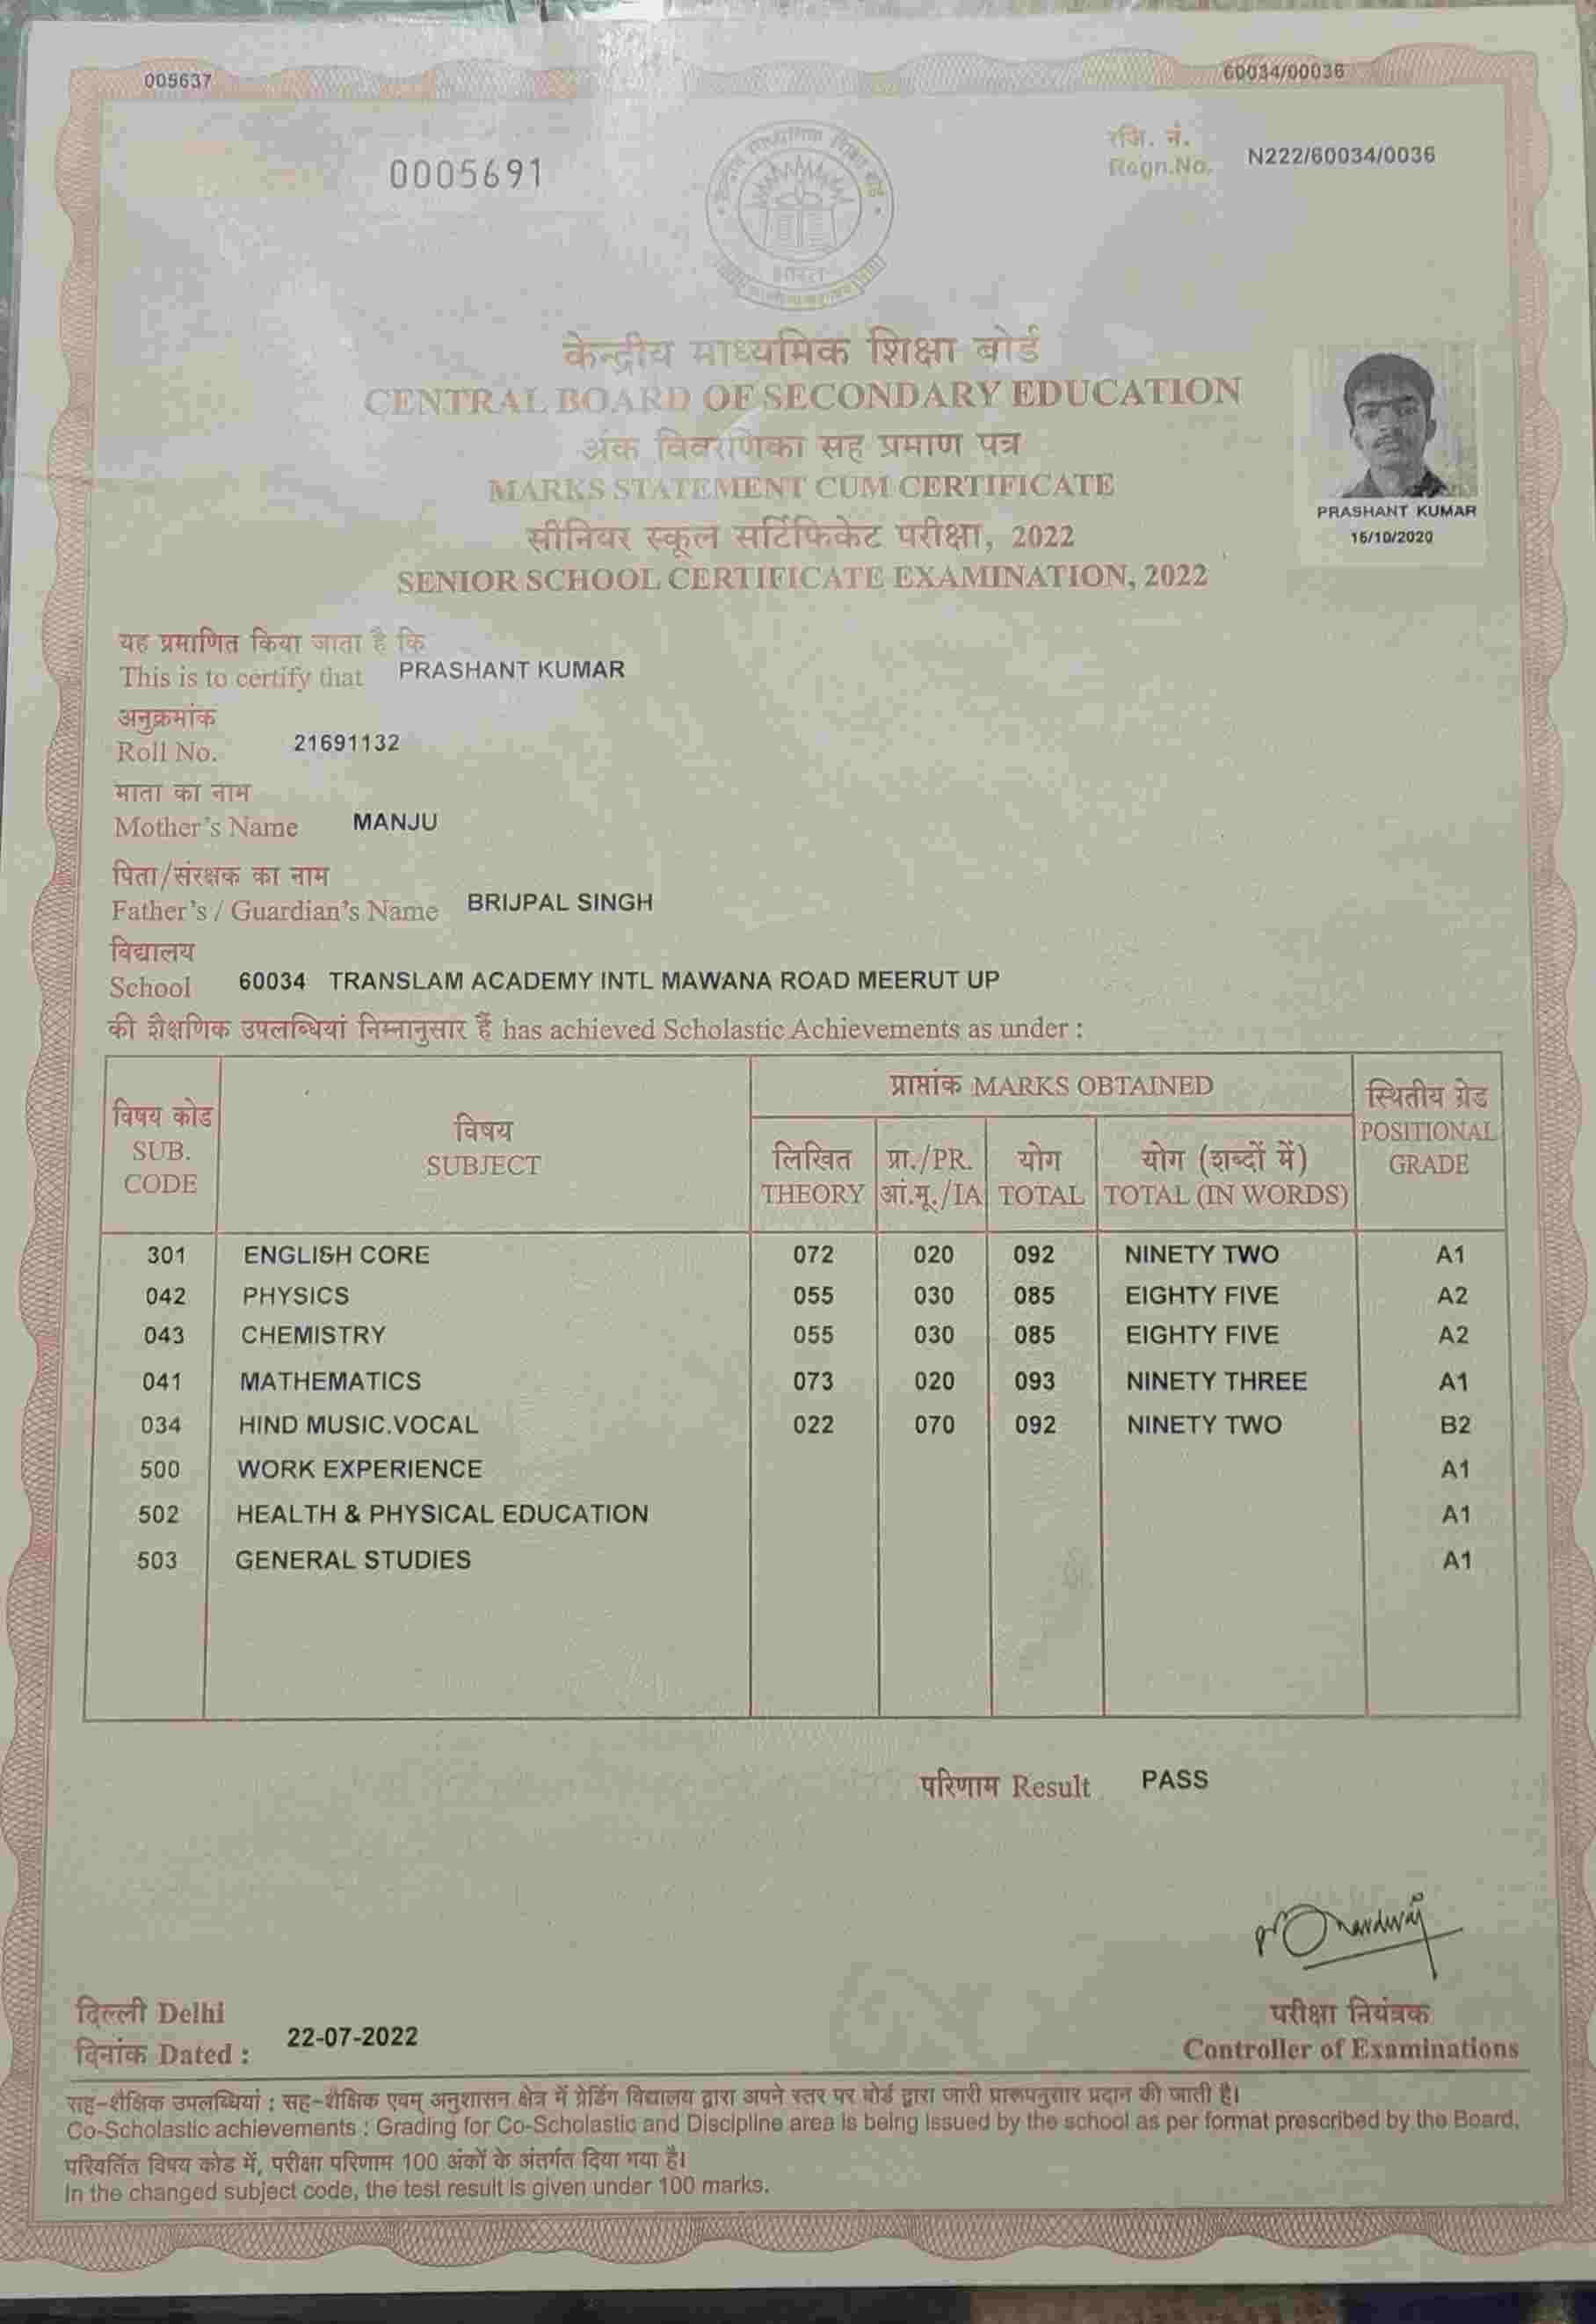 005637
60034/00036
0005691
रजि. नं.
Regn.No. N222/60034/0036
भारत
केन्द्रीय माध्यमिक शिक्षा बोर्ड
CENTRAL BOARD OF SECONDARY EDUCATION
अंक विवरणिका सह प्रमाण पत्र
MARKS STATEMENT CUM CERTIFICATE
सीनियर स्कूल सर्टिफिकेट परीक्षा, 2022
SENIOR SCHOOL CERTIFICATE EXAMINATION, 2022
PRASHANT KUMAR
15/10/2020
यह प्रमाणित किया जाता है कि
This is to certify that PRASHANT KUMAR
अनुक्रमांक
Roll No. 21691132
माता का नाम
Mother's Name MANJU
पिता/संरक्षक का नाम
Father's / Guardian's Name BRIJPAL SINGH
विद्यालय
School 60034 TRANSLAM ACADEMY INTL MAWANA ROAD MEERUT UP
की शैक्षणिक उपलब्धियां निम्नानुसार हैं has achieved Scholastic Achievements as under :
विषय कोड SUB. CODE
विषय SUBJECT
प्राप्तांक MARKS OBTAINED
लिखित THEORY
प्रा./PR. आं.मू./IA
योग TOTAL
योग (शब्दों में) TOTAL (IN WORDS)
स्थितीय ग्रेड POSITIONAL GRADE
301 ENGLISH CORE 072 020 092 NINETY TWO A1
042 PHYSICS 055 030 085 EIGHTY FIVE A2
043 CHEMISTRY 055 030 085 EIGHTY FIVE A2
041 MATHEMATICS 073 020 093 NINETY THREE A1
034 HIND MUSIC.VOCAL 022 070 092 NINETY TWO B2
500 WORK EXPERIENCE A1
502 HEALTH & PHYSICAL EDUCATION A1
503 GENERAL STUDIES A1
परिणाम Result PASS
दिल्ली Delhi
दिनांक Dated : 22-07-2022
परीक्षा नियंत्रक
Controller of Examinations
सह-शैक्षिक उपलब्धियां : सह-शैक्षिक एवम् अनुशासन क्षेत्र में ग्रेडिंग विद्यालय द्वारा अपने स्तर पर बोर्ड द्वारा जारी प्रारूपनुसार प्रदान की जाती है।
Co-Scholastic achievements : Grading for Co-Scholastic and Discipline area is being issued by the school as per format prescribed by the Board.
परिवर्तित विषय कोड में, परीक्षा परिणाम 100 अंकों के अंतर्गत दिया गया है।
In the changed subject code, the test result is given under 100 marks.